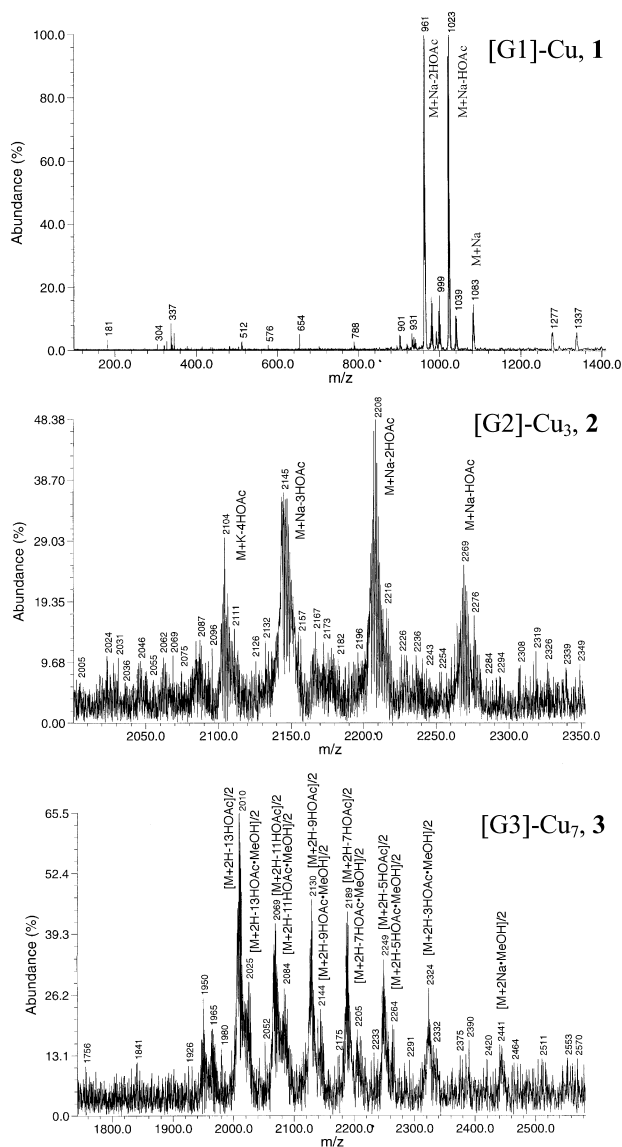 [G1]-Cu, 1
Abundance (%)
100.0
80.0
60.0
40.0
20.0
0.0
181
304
337
512
576
654
788
901
931
961
M+Na-2HOAc
999
1023
M+Na-HOAc
1039
1083
M+Na
1277
1337
200.0 400.0 600.0 800.0 1000.0 1200.0 1400.0
m/z
[G2]-Cu3, 2
Abundance (%)
48.38
38.70
29.03
19.35
9.68
0.00
2005
2024
2031
2036
2046
2055
2062
2069
2075
2087
2096
2104
M+K-4HOAc
2111
2126
2132
2145
M+Na-3HOAc
2157
2167
2173
2182
2196
2208
M+Na-2HOAc
2216
2226
2236
2243
2254
2269
M+Na-HOAc
2276
2284
2294
2308
2319
2326
2339
2349
2050.0 2100.0 2150.0 2200.0 2250.0 2300.0 2350.0
m/z
[G3]-Cu7, 3
Abundance (%)
65.5
52.4
39.3
26.2
13.1
0.0
1756
1841
1926
1950
1965
1980
[M+2H-13HOAc]/2
2010
2025 [M+2H-13HOAc•MeOH]/2
2052
2069 [M+2H-11HOAc]/2
2084 [M+2H-11HOAc•MeOH]/2
2130 [M+2H-9HOAc]/2
2144 [M+2H-9HOAc•MeOH]/2
2175
2189 [M+2H-7HOAc]/2
2205 [M+2H-7HOAc•MeOH]/2
2233
2249 [M+2H-5HOAc]/2
2264 [M+2H-5HOAc•MeOH]/2
2291
2324 [M+2H-3HOAc•MeOH]/2
2332
2375
2390
2420
2441 [M+2Na•MeOH]/2
2464
2511
2553
2570
1800.0 1900.0 2000.0 2100.0 2200.0 2300.0 2400.0 2500.0
m/z